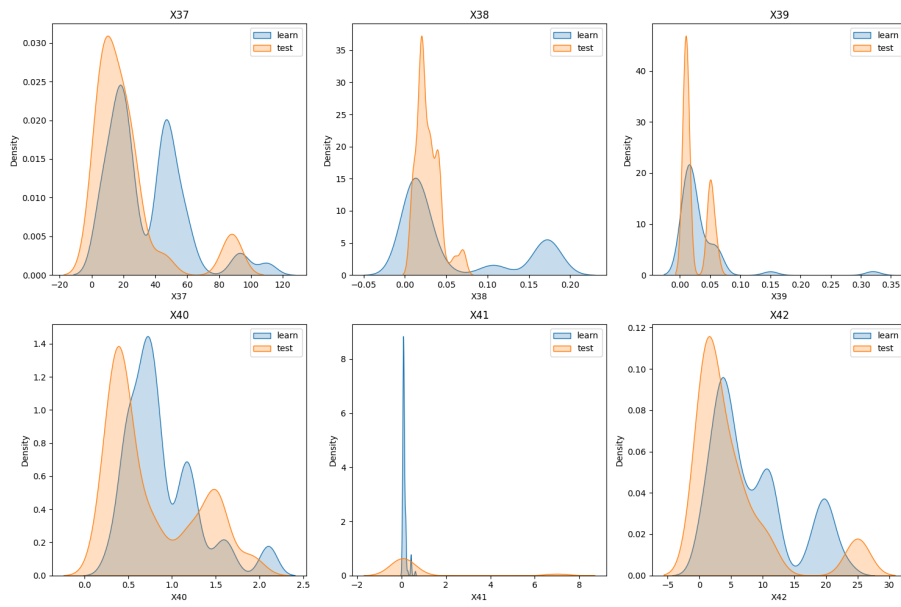 X37
learn
test
Density
0.030
0.025
0.020
0.015
0.010
0.005
0.000
−20 0 20 40 60 80 100 120
X37
X38
learn
test
Density
35
30
25
20
15
10
5
0
−0.05 0.00 0.05 0.10 0.15 0.20
X38
X39
learn
test
Density
40
30
20
10
0
0.00 0.05 0.10 0.15 0.20 0.25 0.30 0.35
X39
X40
learn
test
Density
1.4
1.2
1.0
0.8
0.6
0.4
0.2
0.0
0.0 0.5 1.0 1.5 2.0 2.5
X40
X41
learn
test
Density
8
6
4
2
0
−2 0 2 4 6 8
X41
X42
learn
test
Density
0.12
0.10
0.08
0.06
0.04
0.02
0.00
−5 0 5 10 15 20 25 30
X42